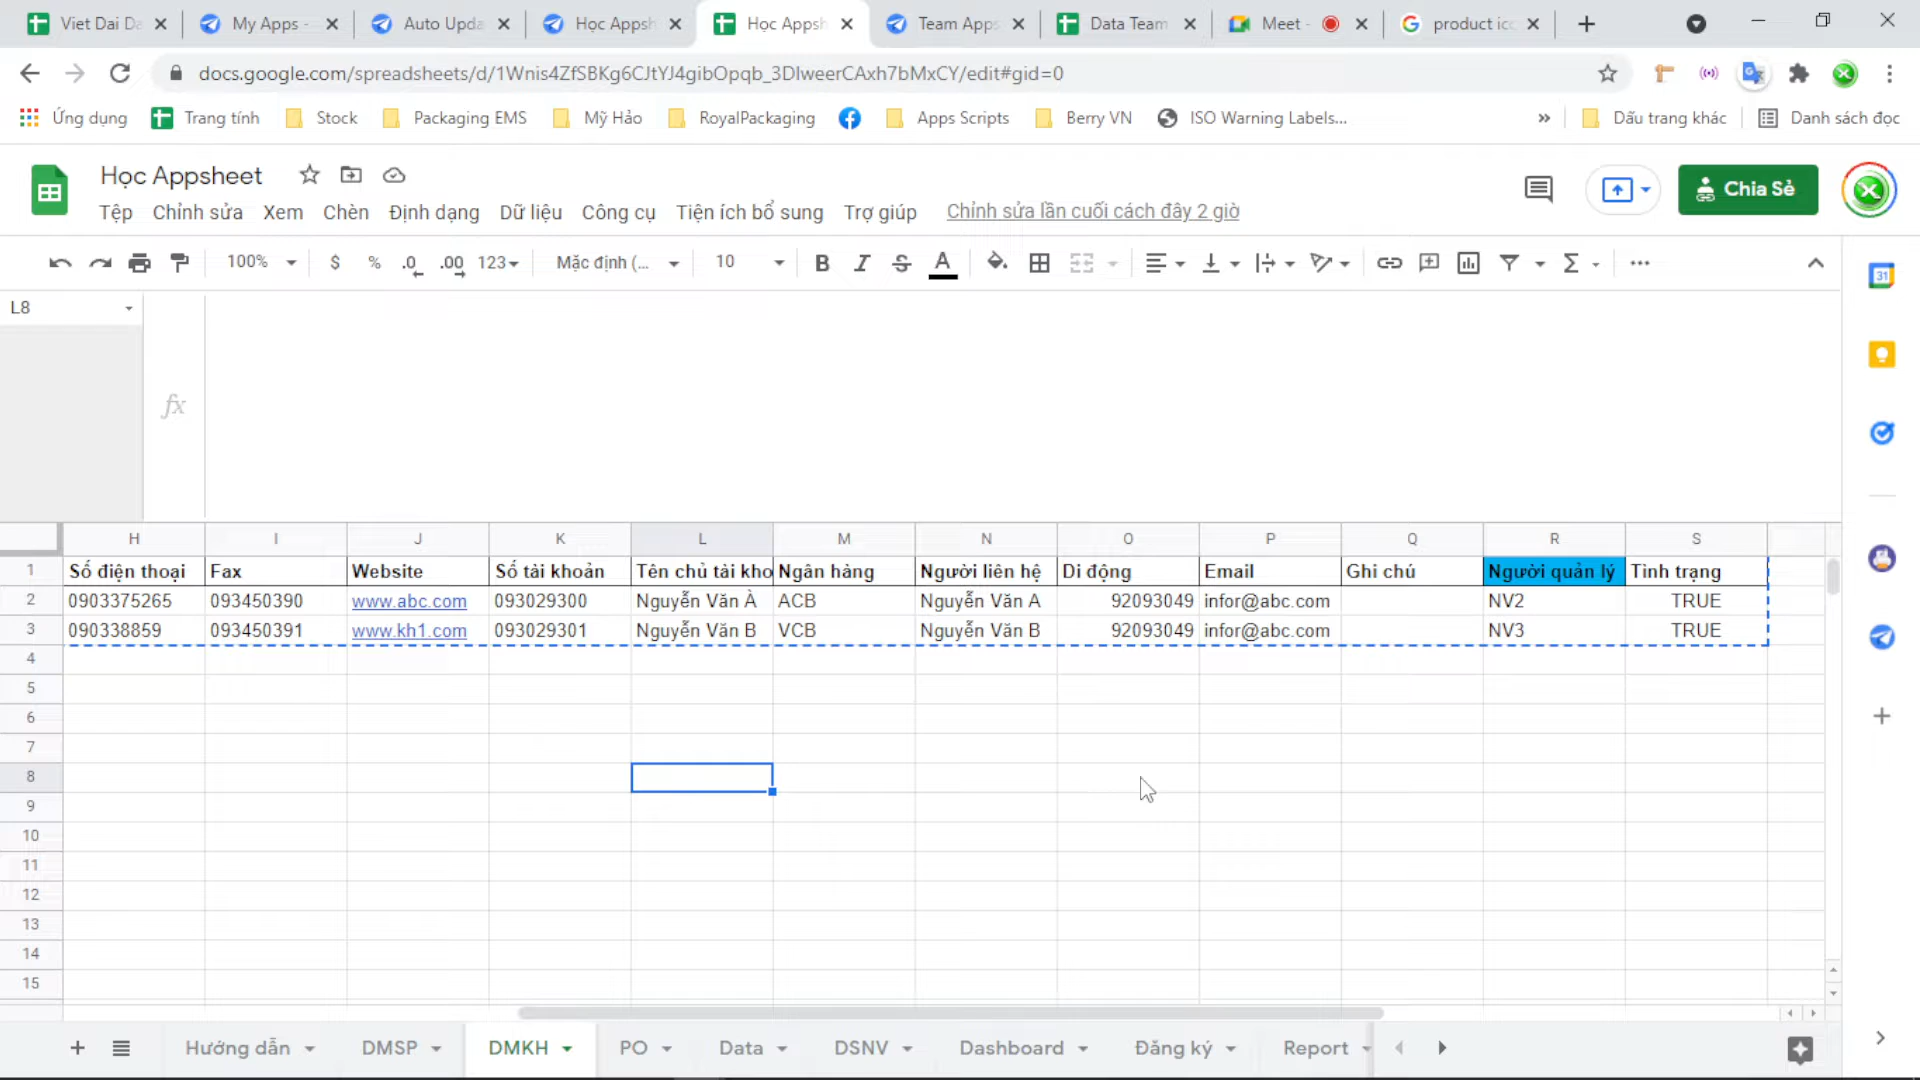 Viet Dai Da
My Apps -
Auto Upda
Học Appsh
Học Appsh
Team Apps
Data Team
Meet -
product icc
docs.google.com/spreadsheets/d/1Wnis4ZfSBKg6CJtYJ4gibOpqb_3DlweerCAxh7bMxCY/edit#gid=0
Ứng dụng
Trang tính
Stock
Packaging EMS
Mỹ Hảo
RoyalPackaging
Apps Scripts
Berry VN
ISO Warning Labels...
»
Dấu trang khác
Danh sách đọc
Học Appsheet
Chia Sẻ
Tệp Chỉnh sửa Xem Chèn Định dạng Dữ liệu Công cụ Tiện ích bổ sung Trợ giúp Chỉnh sửa lần cuối cách đây 2 giờ
100% $ % .0 .00 123 Mặc định (... 10 B I S A Σ ...
31
L8
fx
H I J K L M N O P Q R S
1 Số điện thoại Fax Website Số tài khoản Tên chủ tài kho Ngân hàng Người liên hệ Di động Email Ghi chú Người quản lý Tình trạng
2 0903375265 093450390 www.abc.com 093029300 Nguyễn Văn À ACB Nguyễn Văn A 92093049 infor@abc.com NV2 TRUE
3 090338859 093450391 www.kh1.com 093029301 Nguyễn Văn B VCB Nguyễn Văn B 92093049 infor@abc.com NV3 TRUE
4
5
6
7
8
9
10
11
12
13
14
15
Hướng dẫn DMSP DMKH PO Data DSNV Dashboard Đăng ký Report